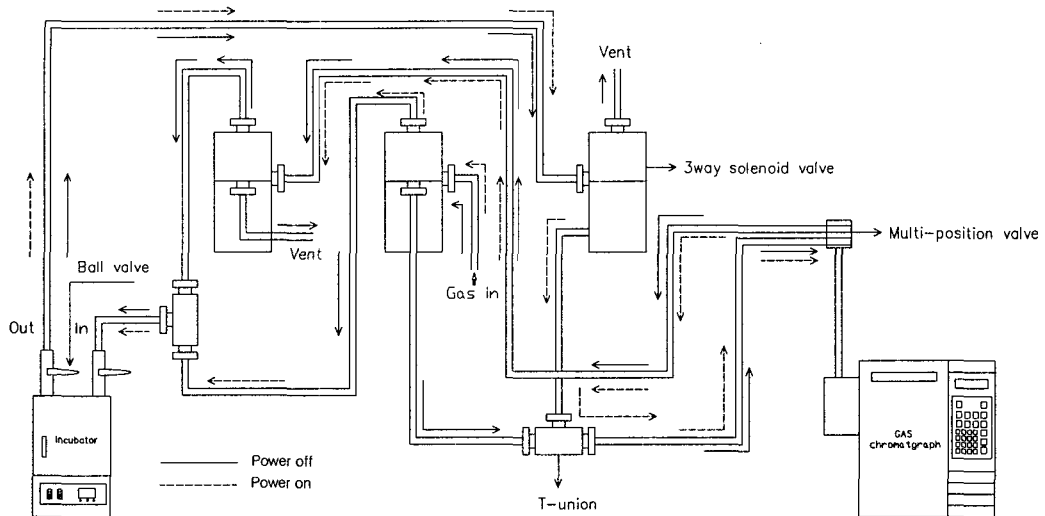 Vent
3way solenoid valve
Multi-position valve
Vent
Gas in
Ball valve
Out
In
Incubator
GAS
chromatgraph
Power off
Power on
T-union